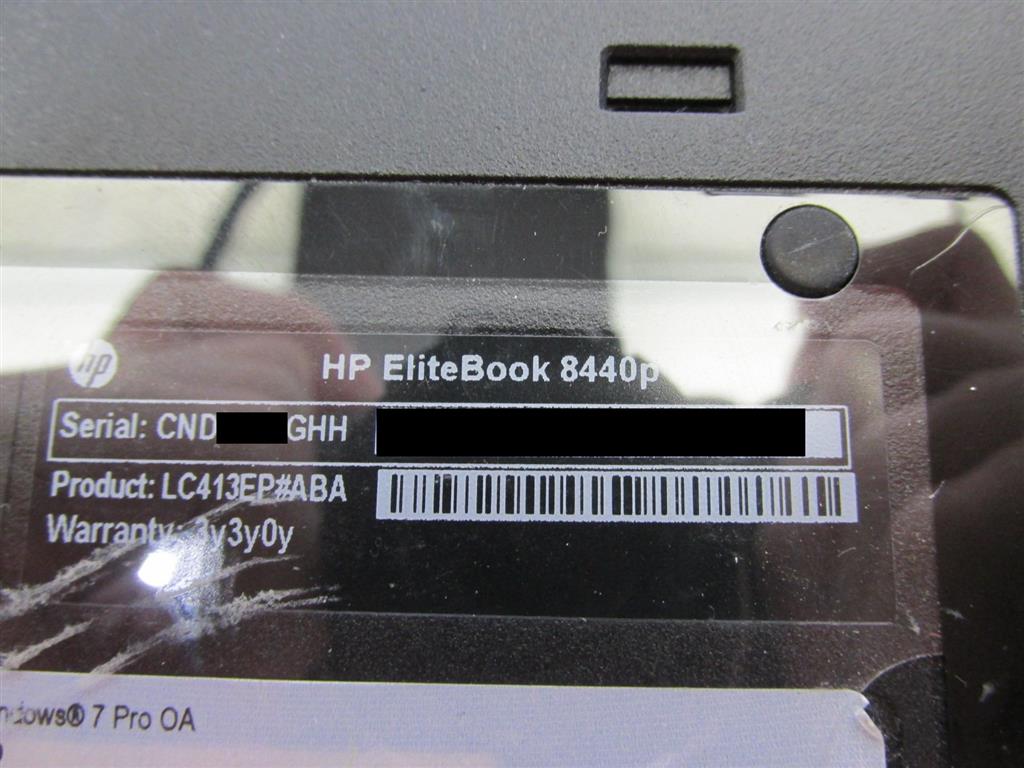 hp
HP EliteBook 8440p
Serial: CND GHH
Product: LC413EP#ABA
Warranty: 3y3y0y
ndows® 7 Pro OA